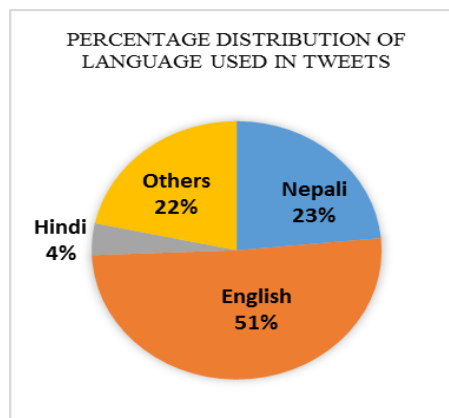 PERCENTAGE DISTRIBUTION OF
LANGUAGE USED IN TWEETS
Others
22%
Nepali
23%
Hindi
4%
English
51%